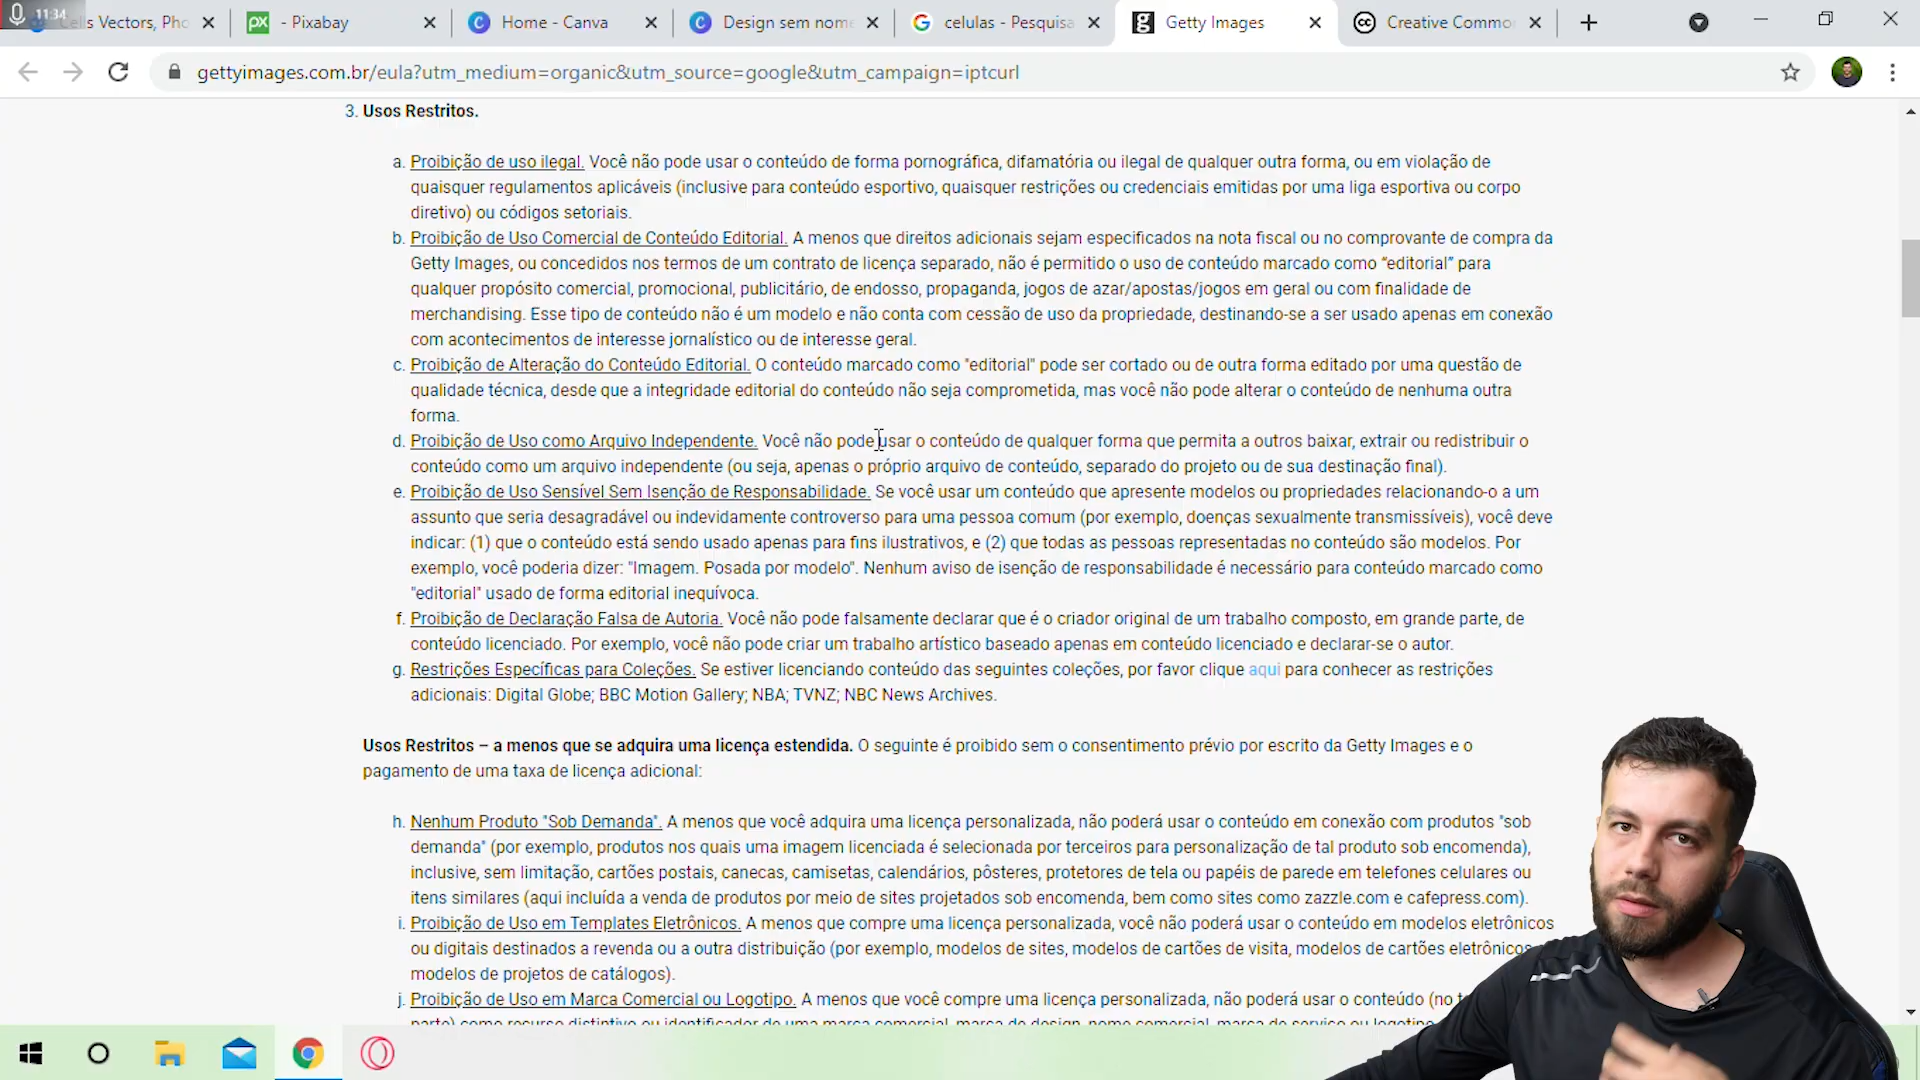 11:34
ells Vectors, Pho
- Pixabay
Home - Canva
Design sem nome
celulas - Pesquisa
Getty Images
Creative Commo
gettyimages.com.br/eula?utm_medium=organic&utm_source=google&utm_campaign=iptcurl
3. Usos Restritos.
a. Proibição de uso ilegal. Você não pode usar o conteúdo de forma pornográfica, difamatória ou ilegal de qualquer outra forma, ou em violação de
quaisquer regulamentos aplicáveis (inclusive para conteúdo esportivo, quaisquer restrições ou credenciais emitidas por uma liga esportiva ou corpo
diretivo) ou códigos setoriais.
b. Proibição de Uso Comercial de Conteúdo Editorial. A menos que direitos adicionais sejam especificados na nota fiscal ou no comprovante de compra da
Getty Images, ou concedidos nos termos de um contrato de licença separado, não é permitido o uso de conteúdo marcado como “editorial” para
qualquer propósito comercial, promocional, publicitário, de endosso, propaganda, jogos de azar/apostas/jogos em geral ou com finalidade de
merchandising. Esse tipo de conteúdo não é um modelo e não conta com cessão de uso da propriedade, destinando-se a ser usado apenas em conexão
com acontecimentos de interesse jornalístico ou de interesse geral.
c. Proibição de Alteração do Conteúdo Editorial. O conteúdo marcado como "editorial" pode ser cortado ou de outra forma editado por uma questão de
qualidade técnica, desde que a integridade editorial do conteúdo não seja comprometida, mas você não pode alterar o conteúdo de nenhuma outra
forma.
d. Proibição de Uso como Arquivo Independente. Você não pode usar o conteúdo de qualquer forma que permita a outros baixar, extrair ou redistribuir o
conteúdo como um arquivo independente (ou seja, apenas o próprio arquivo de conteúdo, separado do projeto ou de sua destinação final).
e. Proibição de Uso Sensível Sem Isenção de Responsabilidade. Se você usar um conteúdo que apresente modelos ou propriedades relacionando-o a um
assunto que seria desagradável ou indevidamente controverso para uma pessoa comum (por exemplo, doenças sexualmente transmissíveis), você deve
indicar: (1) que o conteúdo está sendo usado apenas para fins ilustrativos, e (2) que todas as pessoas representadas no conteúdo são modelos. Por
exemplo, você poderia dizer: "Imagem. Posada por modelo". Nenhum aviso de isenção de responsabilidade é necessário para conteúdo marcado como
"editorial" usado de forma editorial inequívoca.
f. Proibição de Declaração Falsa de Autoria. Você não pode falsamente declarar que é o criador original de um trabalho composto, em grande parte, de
conteúdo licenciado. Por exemplo, você não pode criar um trabalho artístico baseado apenas em conteúdo licenciado e declarar-se o autor.
g. Restrições Específicas para Coleções. Se estiver licenciando conteúdo das seguintes coleções, por favor clique aqui para conhecer as restrições
adicionais: Digital Globe; BBC Motion Gallery; NBA; TVNZ; NBC News Archives.
Usos Restritos – a menos que se adquira uma licença estendida. O seguinte é proibido sem o consentimento prévio por escrito da Getty Images e o
pagamento de uma taxa de licença adicional:
h. Nenhum Produto "Sob Demanda". A menos que você adquira uma licença personalizada, não poderá usar o conteúdo em conexão com produtos "sob
demanda" (por exemplo, produtos nos quais uma imagem licenciada é selecionada por terceiros para personalização de tal produto sob encomenda),
inclusive, sem limitação, cartões postais, canecas, camisetas, calendários, pôsteres, protetores de tela ou papéis de parede em telefones celulares ou
itens similares (aqui incluída a venda de produtos por meio de sites projetados sob encomenda, bem como sites como zazzle.com e cafepress.com).
i. Proibição de Uso em Templates Eletrônicos. A menos que compre uma licença personalizada, você não poderá usar o conteúdo em modelos eletrônicos
ou digitais destinados a revenda ou a outra distribuição (por exemplo, modelos de sites, modelos de cartões de visita, modelos de cartões eletrônicos
modelos de projetos de catálogos).
j. Proibição de Uso em Marca Comercial ou Logotipo. A menos que você compre uma licença personalizada, não poderá usar o conteúdo (no
parte) como recurso distintivo ou identificador de uma marca comercial, marca de design, nome comercial, marca de serviço ou logotipo